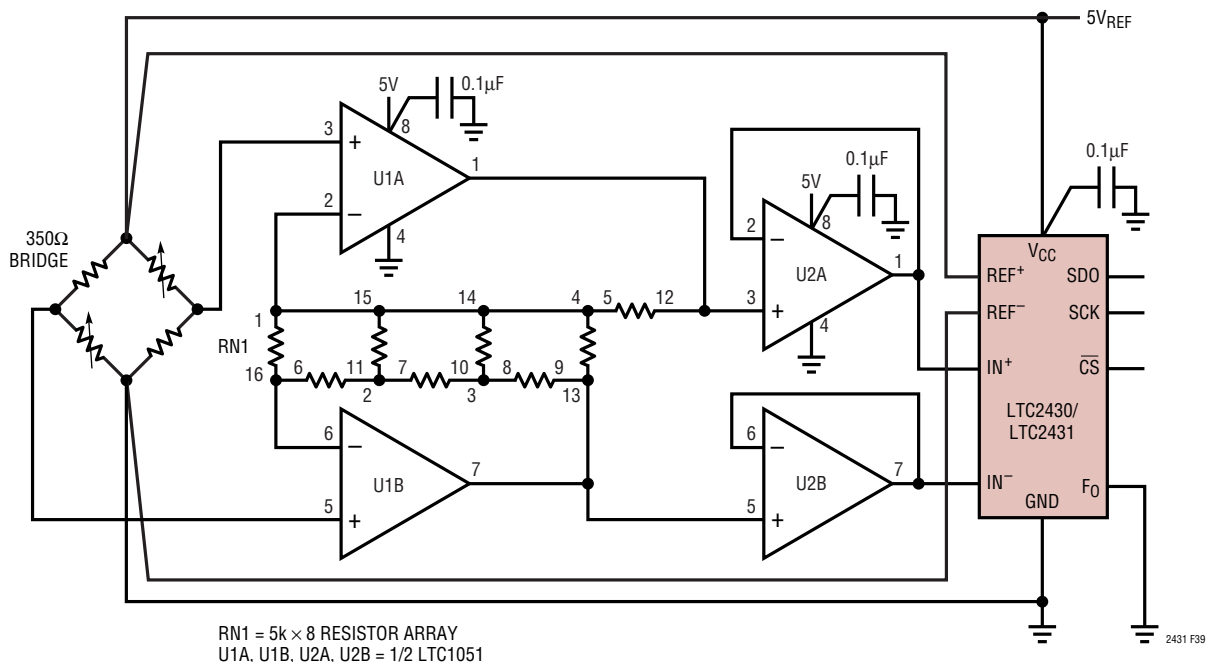 5VREF
5V
0.1µF
8
3
+
U1A
1
2
−
4
5V
0.1µF
8
2
−
U2A
1
3
+
4
0.1µF
350Ω
BRIDGE
VCC
REF+
SDO
REF−
SCK
IN+
CS
LTC2430/
LTC2431
IN−
FO
GND
1
15
14
4
5
12
RN1
16
6
11
7
10
8
9
2
3
13
6
−
U1B
7
5
+
6
−
U2B
7
5
+
RN1 = 5k × 8 RESISTOR ARRAY
U1A, U1B, U2A, U2B = 1/2 LTC1051
2431 F39